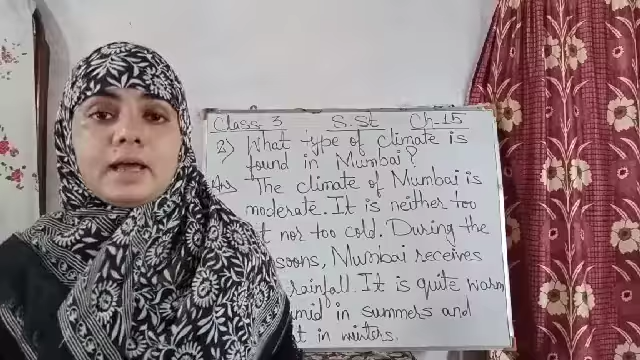 Class 3 S.St Ch-15
3) What type of climate is
found in Mumbai?
Ans The climate of Mumbai is
moderate. It is neither too
t nor too cold. During the
soons, Mumbai receives
rainfall. It is quite warm
mid in summers and
t in winters.